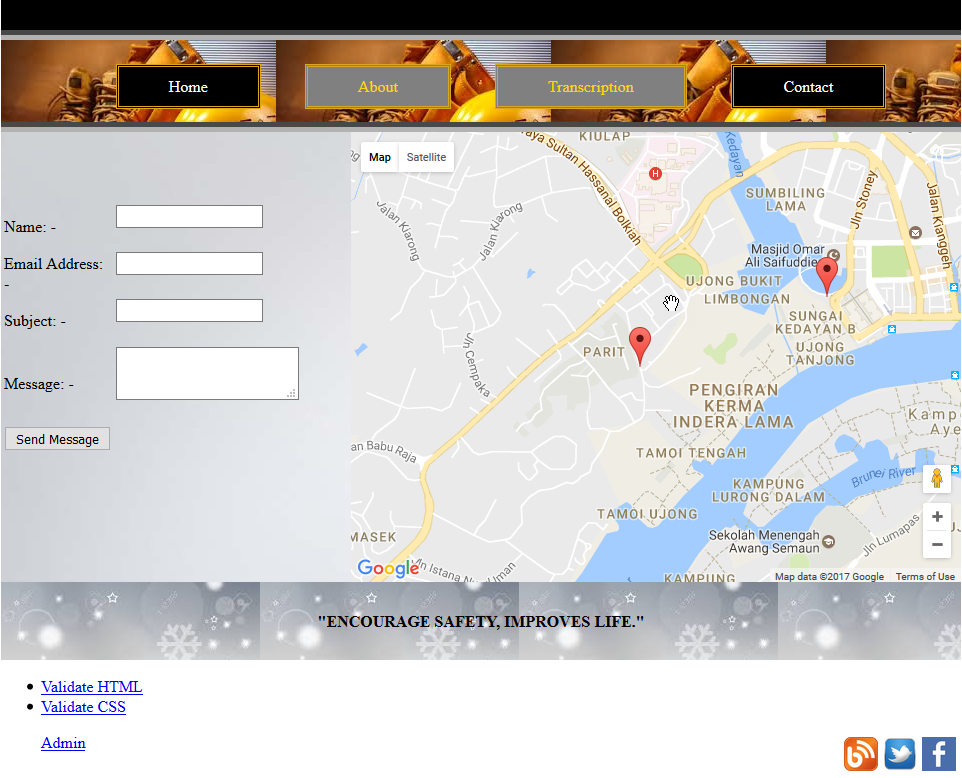 Home
About
Transcription
Contact
Name: -
Email Address:
-
Subject: -
Message: -
Send Message
Map
Satellite
KIULAP
Sultan Hassanal Bolkiah
Kedayan
H
SUMBILING
LAMA
Jln Stoney
Jalan Kianggeh
Jalan Kiarong
Jalan Kiarong
Masjid Omar
Ali Saifuddie
UJONG BUKIT
LIMBONGAN
SUNGAI
KEDAYAN B
UJONG
TANJONG
PARIT
Jln Cempaka
PENGIRAN
KERMA
INDERA LAMA
Kamp
Aye
an Babu Raja
TAMOI TENGAH
Brunei River
KAMPUNG
LURONG DALAM
TAMOI UJONG
Sekolah Menengah
Awang Semaun
Jln Lumapas
MASEK
Jln Istana Nu
Uman
KAMPUNG
+
−
Google
Map data ©2017 Google
Terms of Use
"ENCOURAGE SAFETY, IMPROVES LIFE."
Validate HTML
Validate CSS
Admin
f